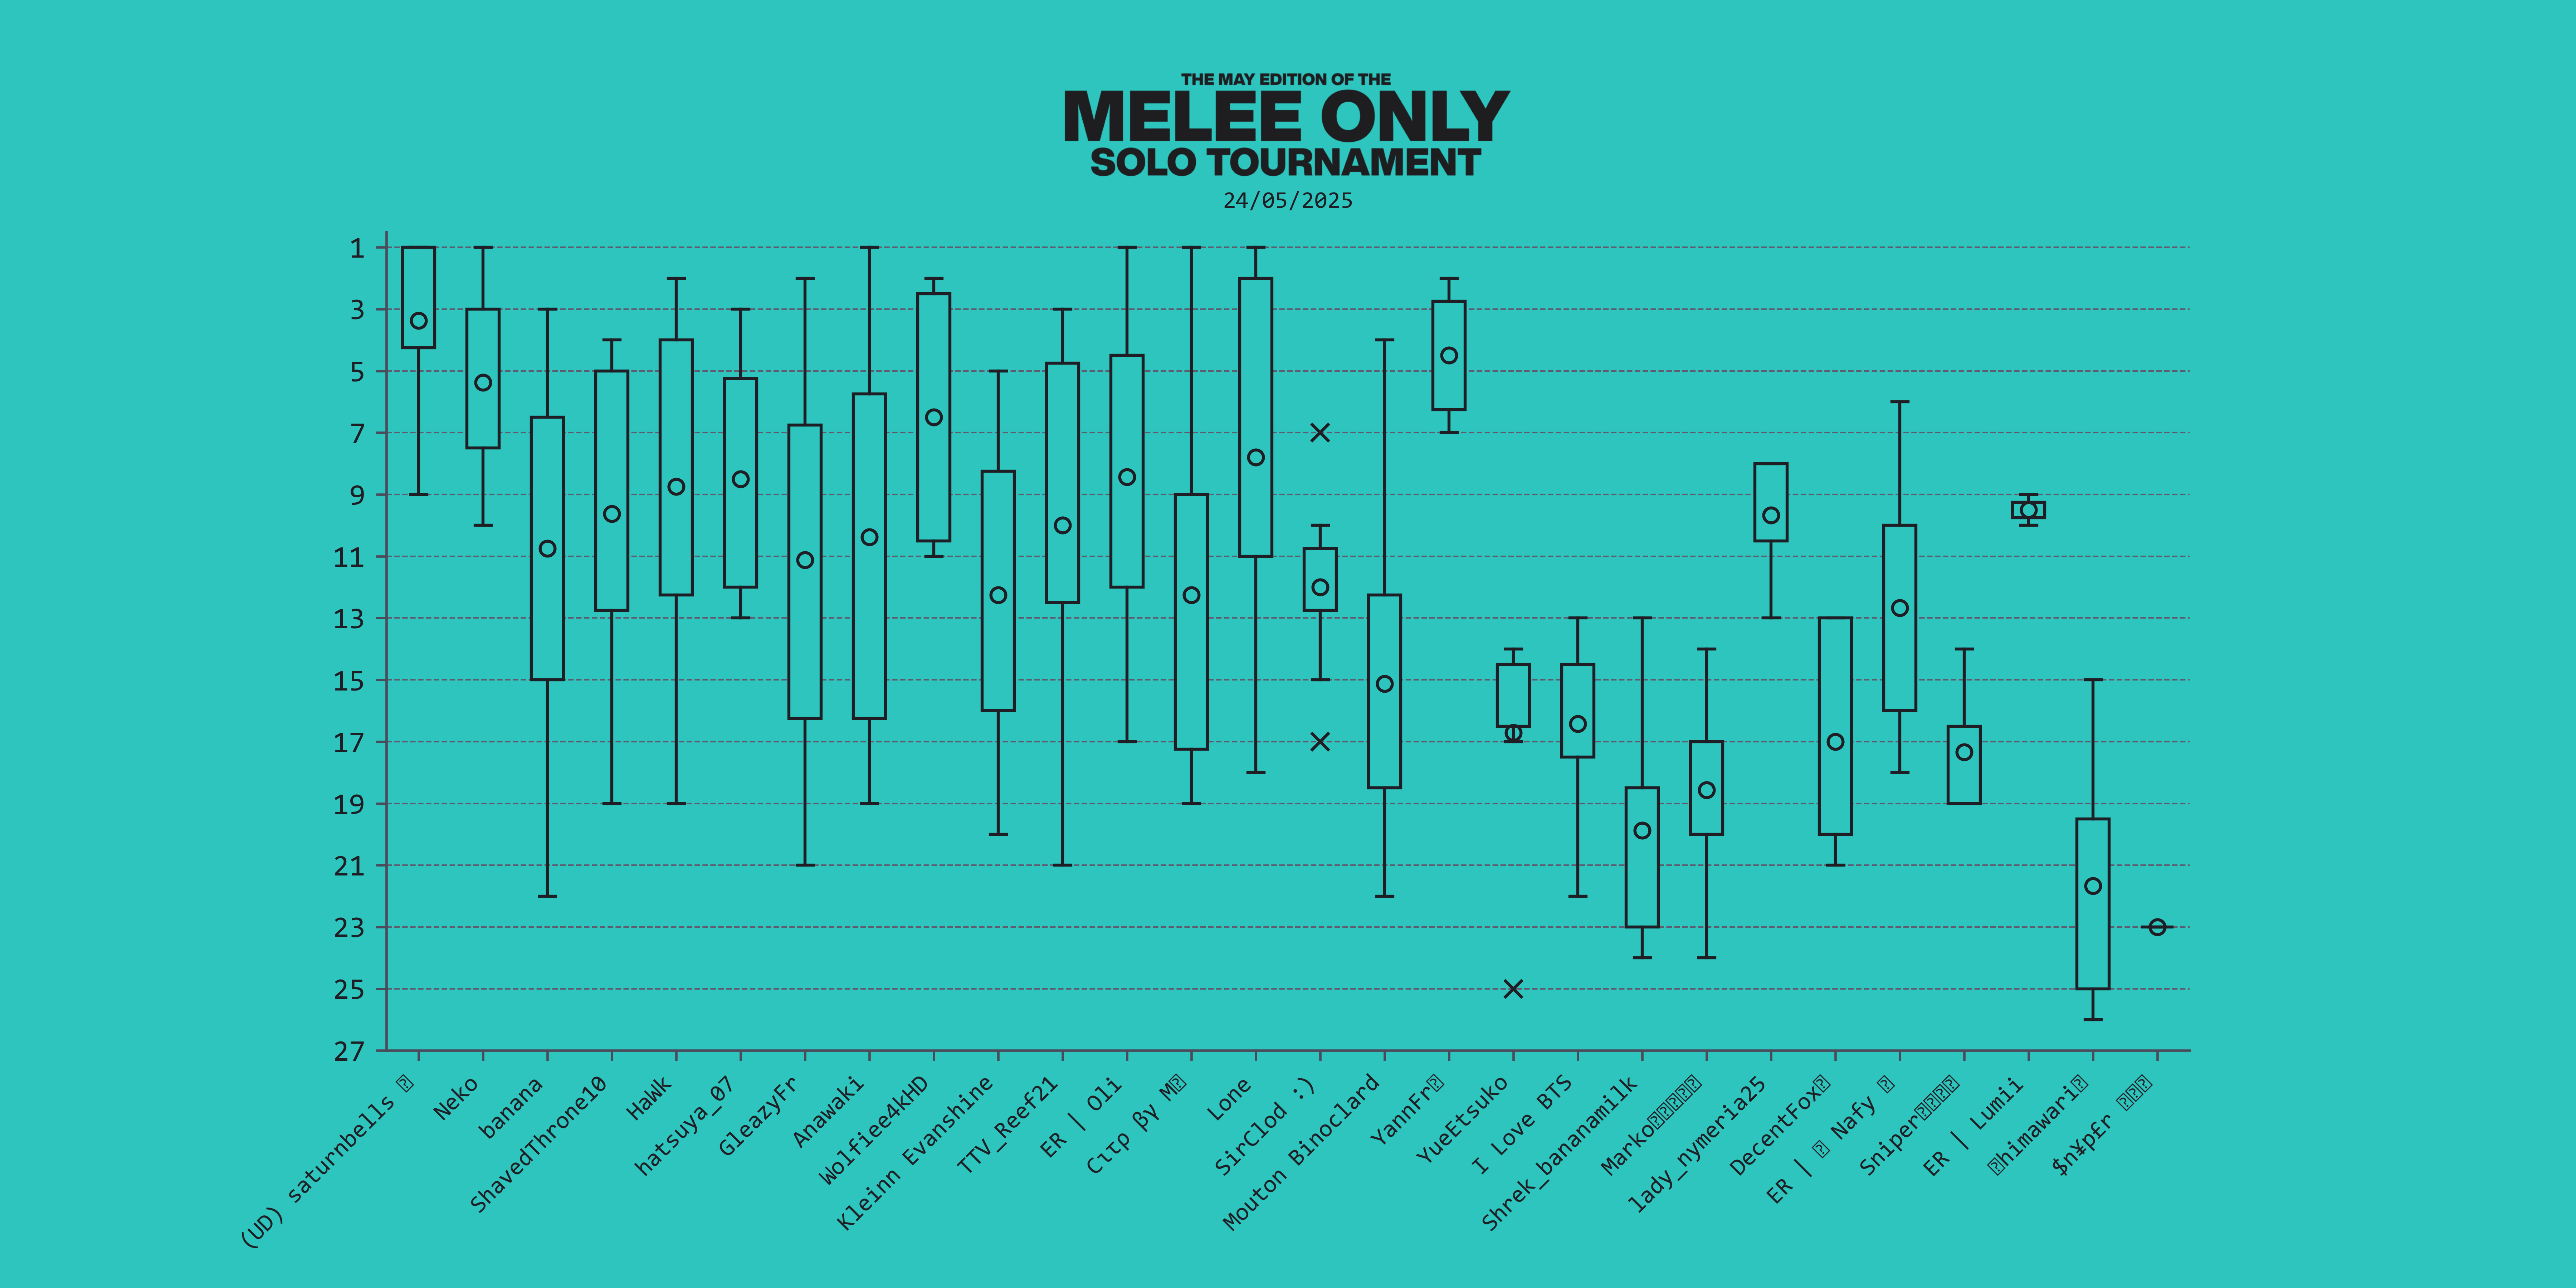 THE MAY EDITION OF THE
MELEE ONLY
SOLO TOURNAMENT
24/05/2025
1
3
5
7
9
11
13
15
17
19
21
23
25
27
(UD) saturnbells
Neko
banana
ShavedThrone10
HaWk
hatsuya_07
GleazyFr
Anawaki
Wolfiee4kHD
Kleinn Evanshine
TTV_Reef21
ER | Oli
Cιτρ βγ M
Lone
SirClod :)
Mouton Binoclard
YannFr
YueEtsuko
I Love BTS
Shrek_bananamilk
Marko
lady_nymeria25
DecentFox
ER | Nafy
Sniper
ER | Lumii
himawari
$n¥p£r